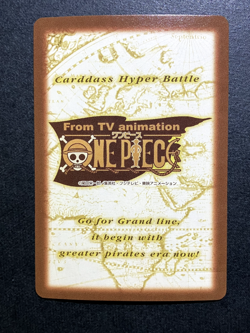 Carddass Hyper Battle
From TV animation
ワンピース
ONE PIECE
Go for Grand line.
it begin with
greater pirates era now!